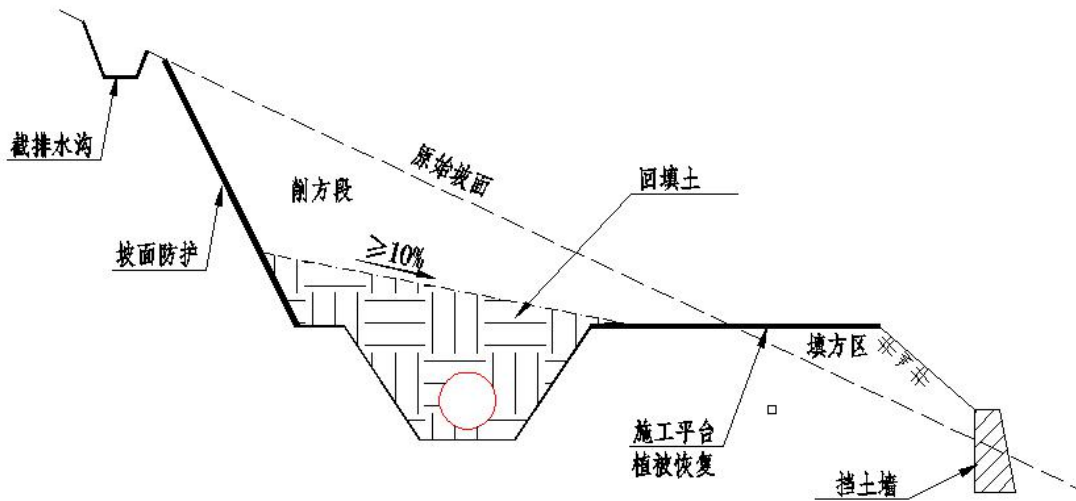 截排水沟
原始坡面
削方段
回填土
坡面防护
≥10%
填方区
施工平台
植被恢复
挡土墙